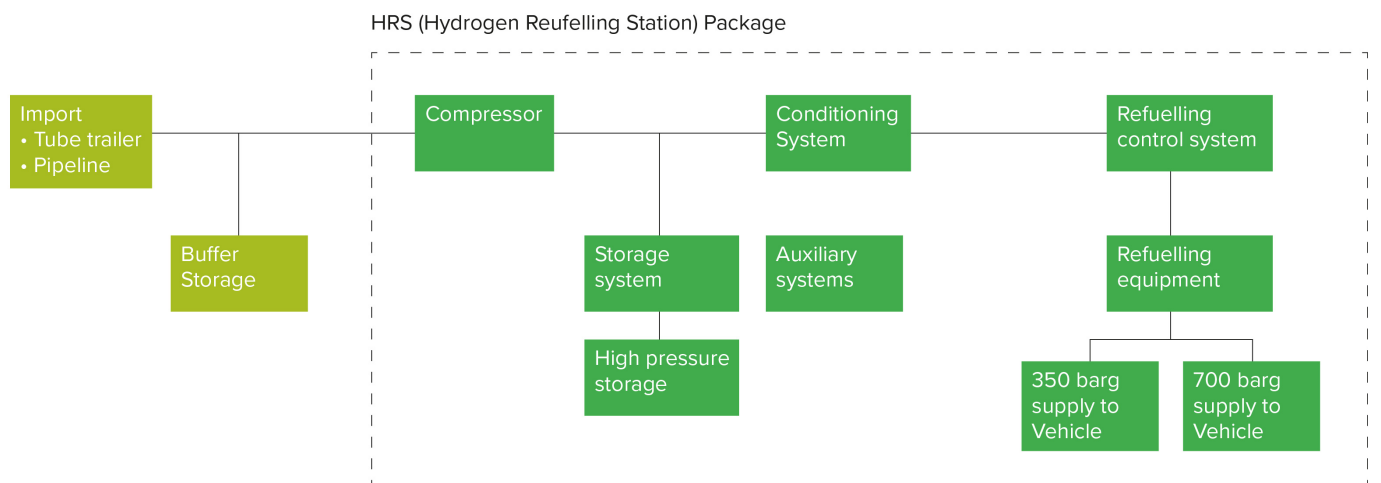 HRS (Hydrogen Reufelling Station) Package
Import
• Tube trailer
• Pipeline
Buffer
Storage
Compressor
Storage
system
High pressure
storage
Conditioning
System
Auxiliary
systems
Refuelling
control system
Refuelling
equipment
350 barg
supply to
Vehicle
700 barg
supply to
Vehicle